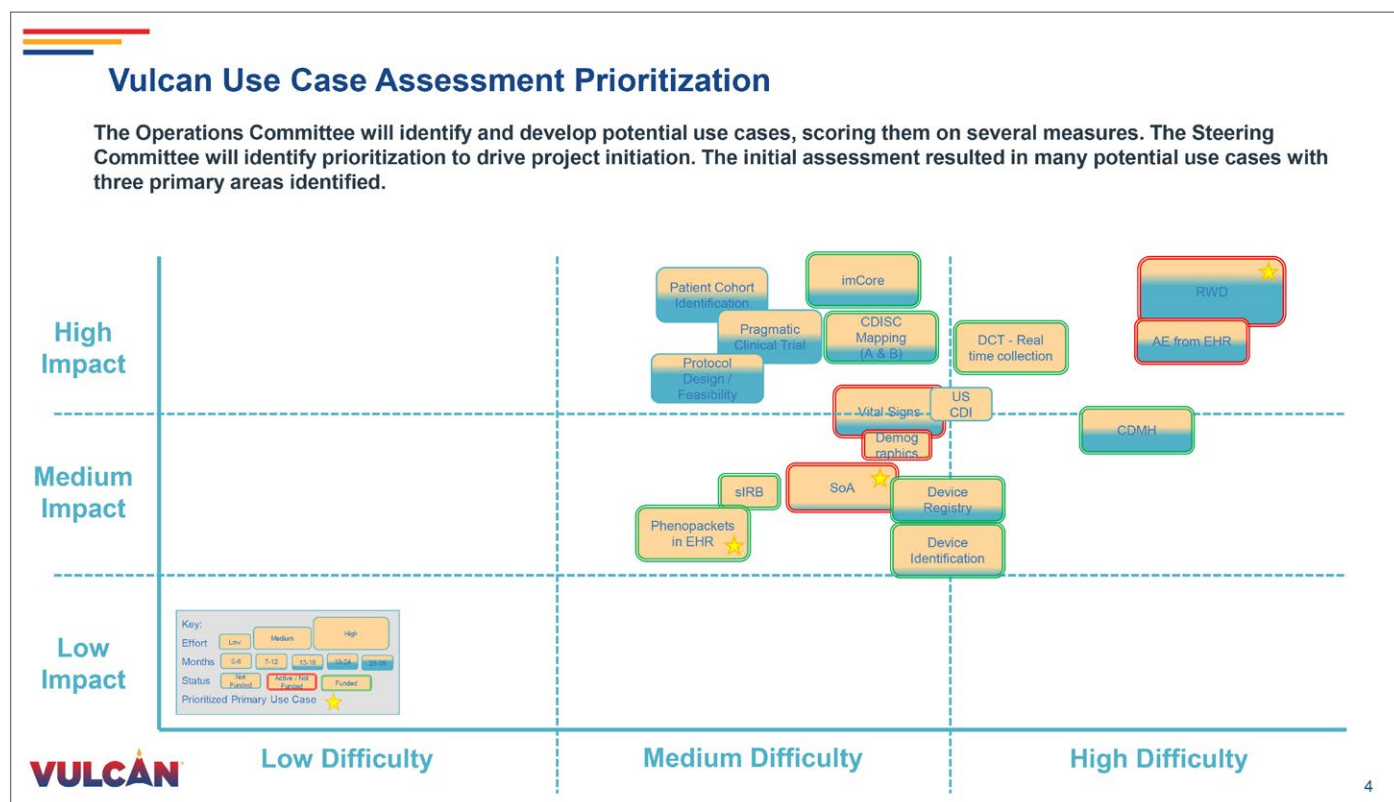 Vulcan Use Case Assessment Prioritization
The Operations Committee will identify and develop potential use cases, scoring them on several measures. The Steering
Committee will identify prioritization to drive project initiation. The initial assessment resulted in many potential use cases with
three primary areas identified.
High
Impact
Medium
Impact
Low
Impact
Patient Cohort
Identification
imCore
RWD
Pragmatic
Clinical Trial
CDISC
Mapping
(A & B)
DCT - Real
time collection
AE from EHR
Protocol
Design /
Feasibility
Vital Signs
US
CDI
CDMH
Demog
raphics
sIRB
SoA
Device
Registry
Phenopackets
in EHR
Device
Identification
Key:
Effort
Low
Medium
High
Months
0-6
7-12
13-18
19-24
Status
Not
Funded
Active / Not
Funded
Funded
Prioritized Primary Use Case
Low Difficulty
Medium Difficulty
High Difficulty
VULCAN
4